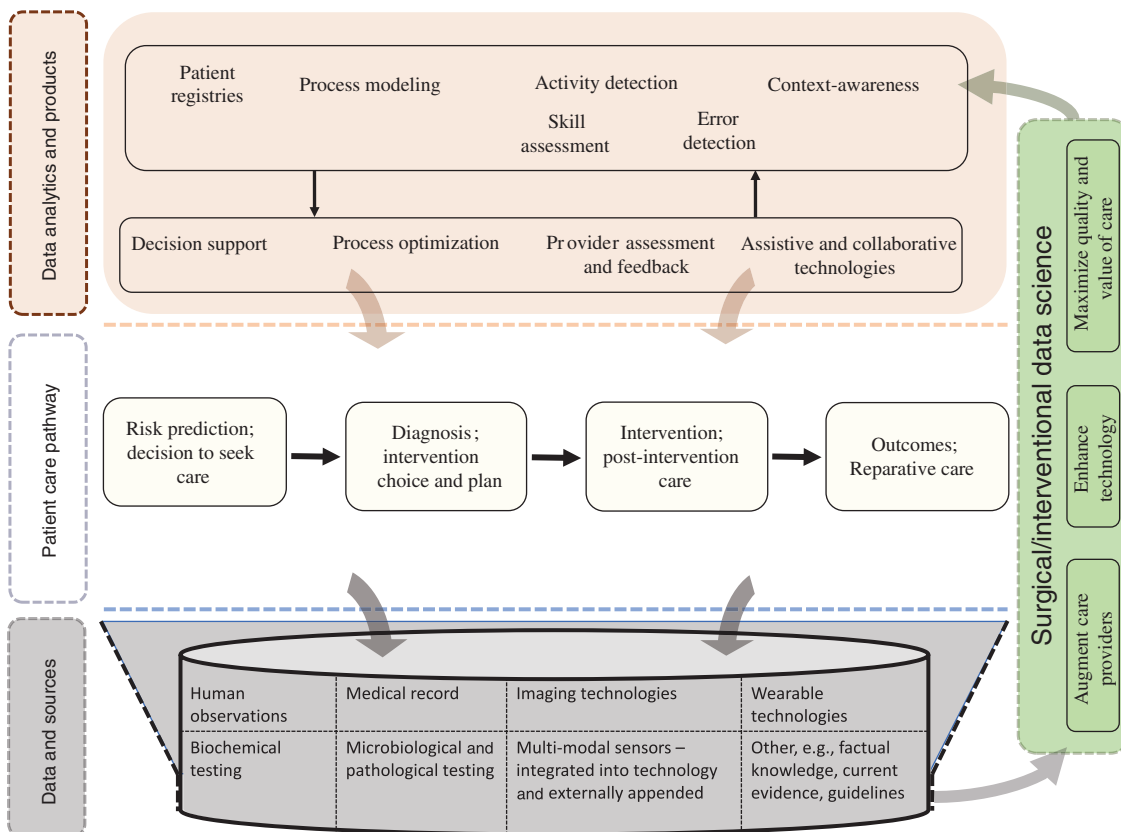 Data analytics and products
Patient
registries
Process modeling
Activity detection
Context-awareness
Skill
assessment
Error
detection
Decision support
Process optimization
Provider assessment
and feedback
Assistive and collaborative
technologies
Patient care pathway
Risk prediction;
decision to seek
care
Diagnosis;
intervention
choice and plan
Intervention;
post-intervention
care
Outcomes;
Reparative care
Data and sources
Human
observations
Medical record
Imaging technologies
Wearable
technologies
Biochemical
testing
Microbiological and
pathological testing
Multi-modal sensors –
integrated into technology
and externally appended
Other, e.g., factual
knowledge, current
evidence, guidelines
Surgical/interventional data science
Maximize quality and
value of care
Enhance
technology
Augment care
providers